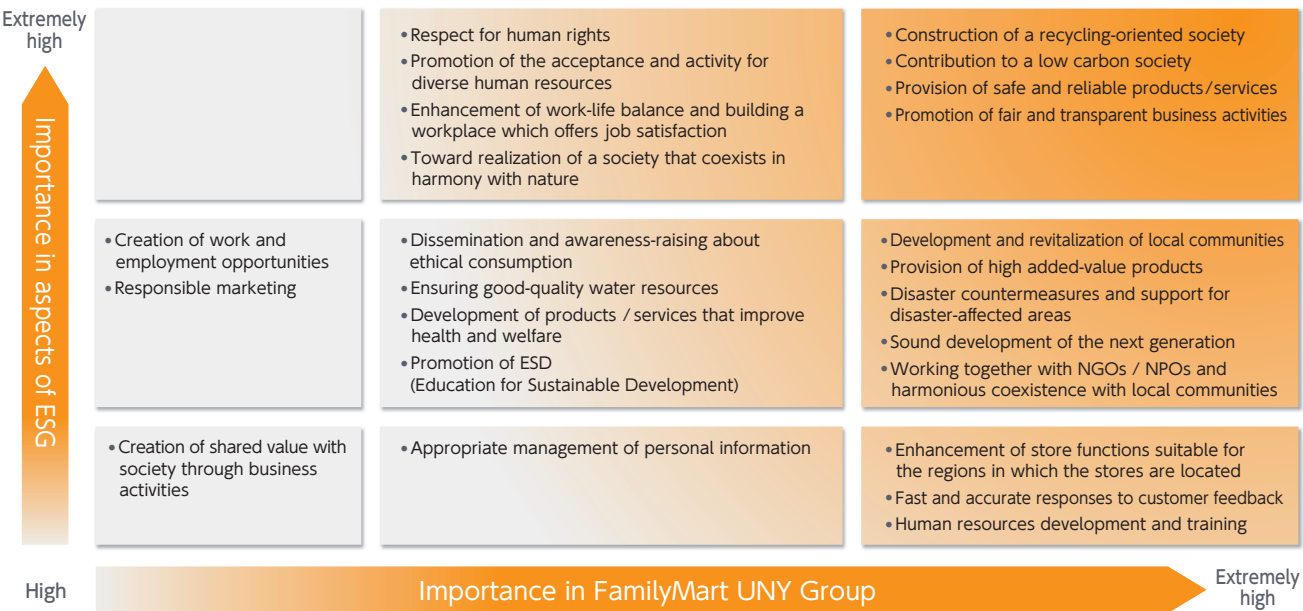 Extremely
high
Importance in aspects of ESG
• Respect for human rights
• Promotion of the acceptance and activity for
diverse human resources
• Enhancement of work-life balance and building a
workplace which offers job satisfaction
• Toward realization of a society that coexists in
harmony with nature
• Construction of a recycling-oriented society
• Contribution to a low carbon society
• Provision of safe and reliable products/services
• Promotion of fair and transparent business activities
• Creation of work and
employment opportunities
• Responsible marketing
• Dissemination and awareness-raising about
ethical consumption
• Ensuring good-quality water resources
• Development of products / services that improve
health and welfare
• Promotion of ESD
(Education for Sustainable Development)
• Development and revitalization of local communities
• Provision of high added-value products
• Disaster countermeasures and support for
disaster-affected areas
• Sound development of the next generation
• Working together with NGOs / NPOs and
harmonious coexistence with local communities
• Creation of shared value with
society through business
activities
• Appropriate management of personal information
• Enhancement of store functions suitable for
the regions in which the stores are located
• Fast and accurate responses to customer feedback
• Human resources development and training
High
Importance in FamilyMart UNY Group
Extremely
high